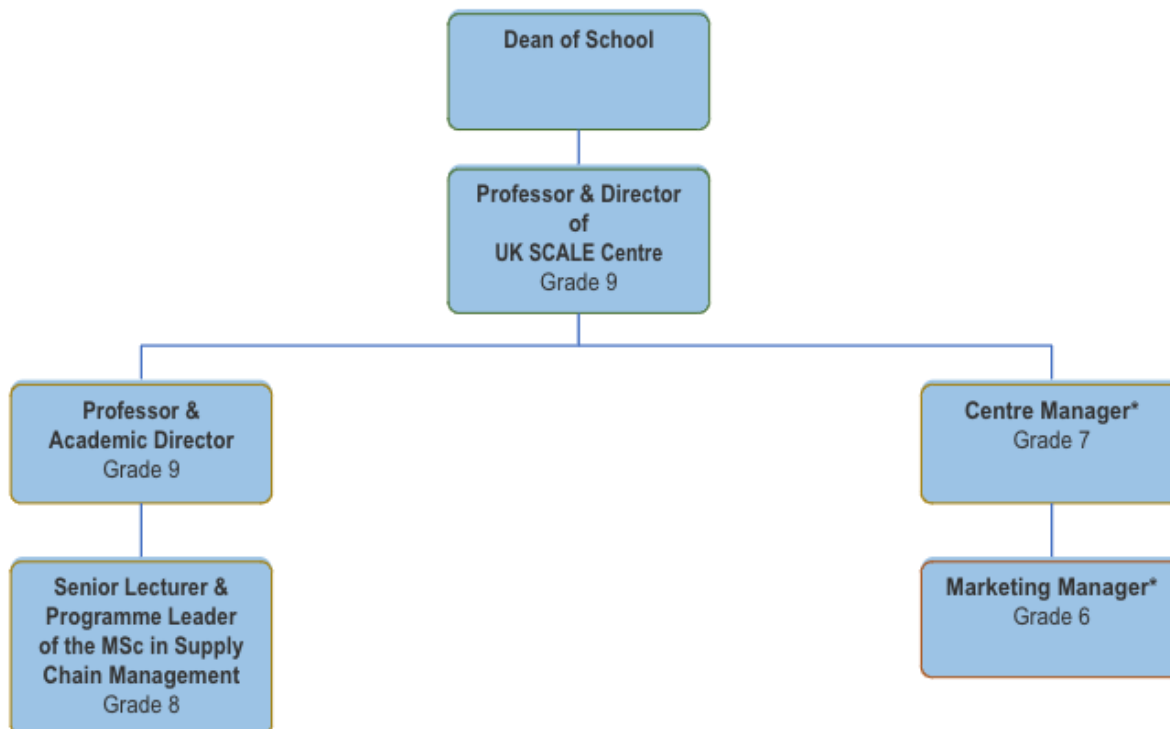 Dean of School
Professor & Director
of
UK SCALE Centre
Grade 9
Professor &
Academic Director
Grade 9
Centre Manager*
Grade 7
Senior Lecturer &
Programme Leader
of the MSc in Supply
Chain Management
Grade 8
Marketing Manager*
Grade 6